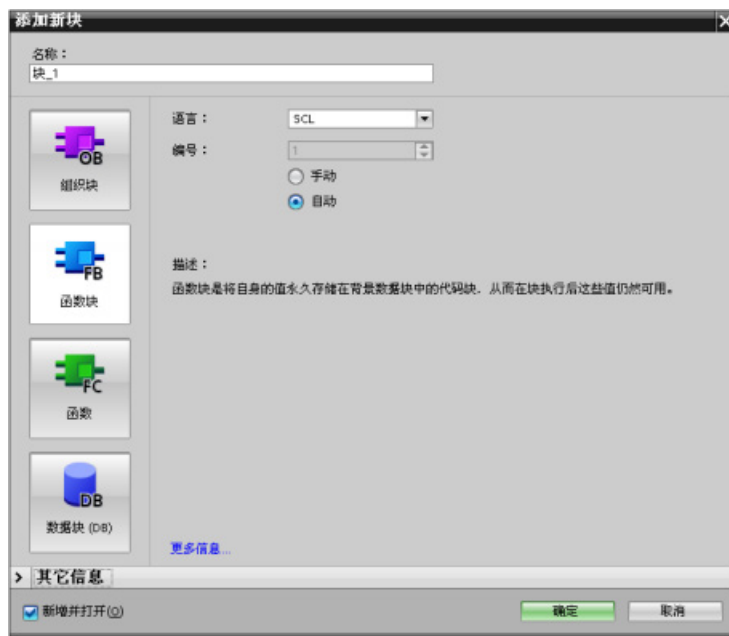 添加新块
名称：
块_1
OB
组织块
FB
函数块
FC
函数
DB
数据块 (DB)
语言：
SCL
编号：
1
手动
自动
描述：
函数块是将自身的值永久存储在背景数据块中的代码块，从而在块执行后这些值仍然可用。
更多信息...
其它信息
新增并打开(O)
确定
取消